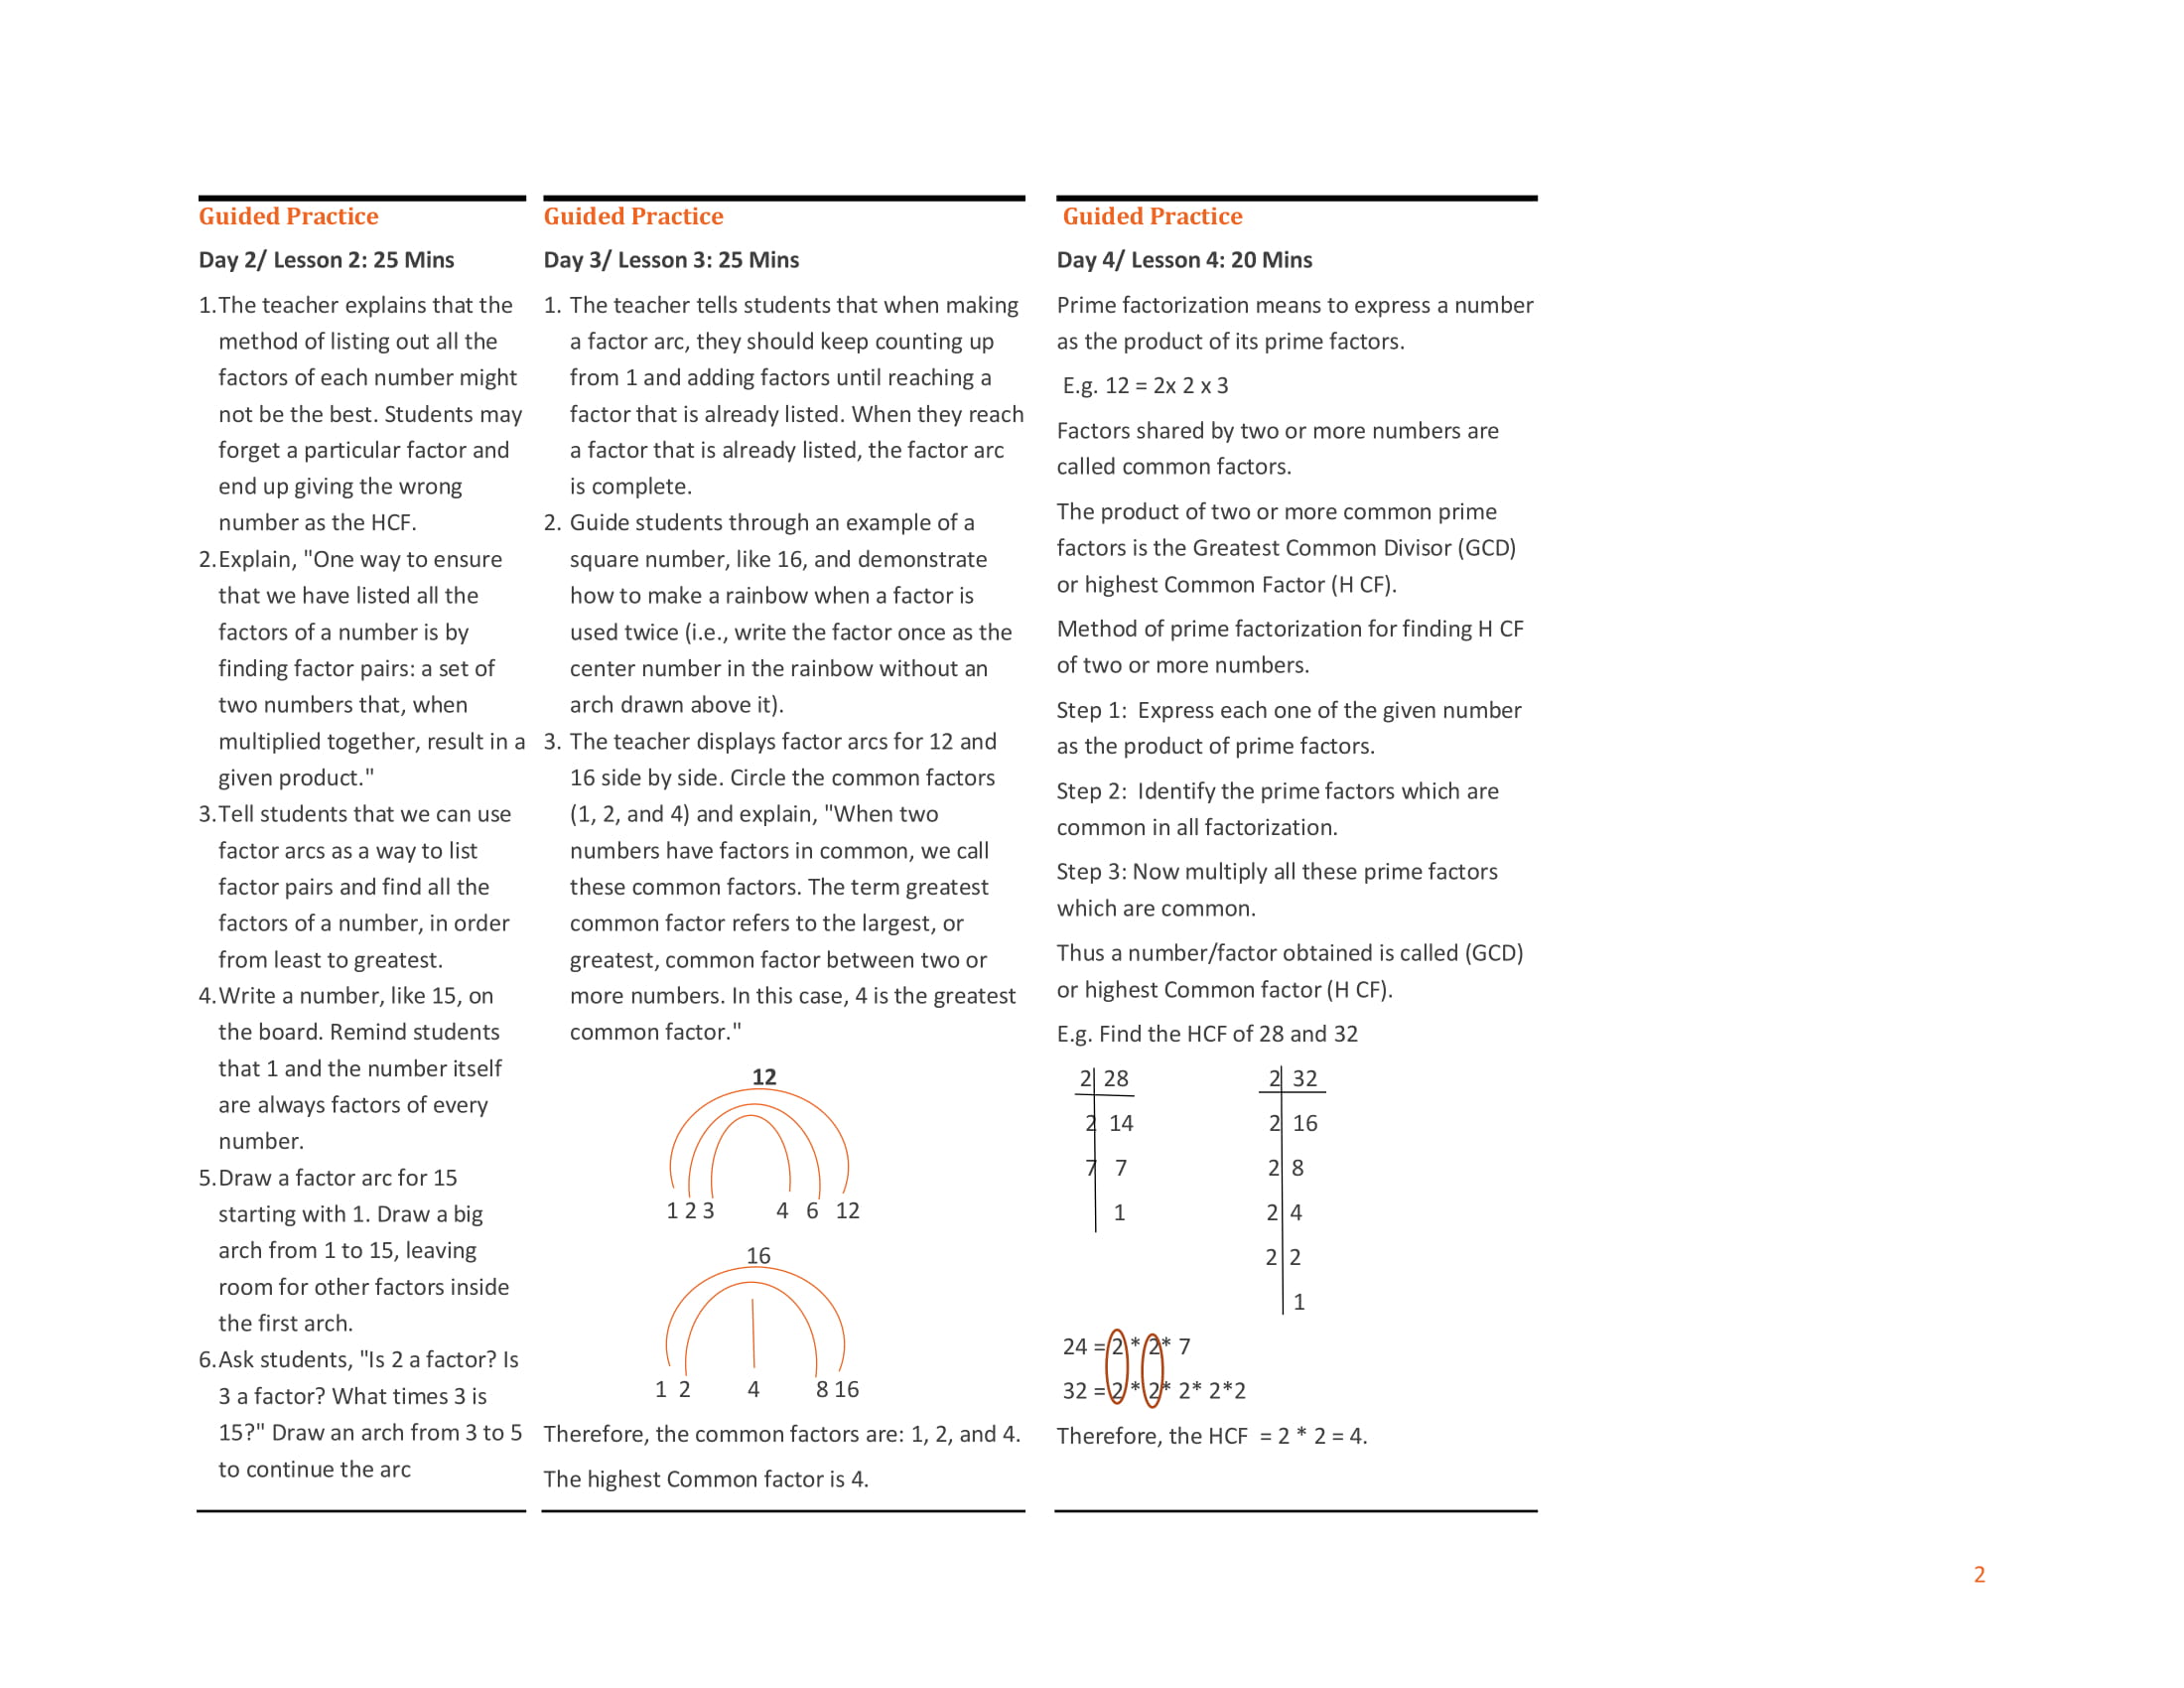 Guided Practice
Day 2/ Lesson 2: 25 Mins
1.The teacher explains that the
method of listing out all the
factors of each number might
not be the best. Students may
forget a particular factor and
end up giving the wrong
number as the HCF.
2.Explain, "One way to ensure
that we have listed all the
factors of a number is by
finding factor pairs: a set of
two numbers that, when
multiplied together, result in a
given product."
3.Tell students that we can use
factor arcs as a way to list
factor pairs and find all the
factors of a number, in order
from least to greatest.
4.Write a number, like 15, on
the board. Remind students
that 1 and the number itself
are always factors of every
number.
5.Draw a factor arc for 15
starting with 1. Draw a big
arch from 1 to 15, leaving
room for other factors inside
the first arch.
6.Ask students, "Is 2 a factor? Is
3 a factor? What times 3 is
15?" Draw an arch from 3 to 5
to continue the arc
Guided Practice
Day 3/ Lesson 3: 25 Mins
1. The teacher tells students that when making
a factor arc, they should keep counting up
from 1 and adding factors until reaching a
factor that is already listed. When they reach
a factor that is already listed, the factor arc
is complete.
2. Guide students through an example of a
square number, like 16, and demonstrate
how to make a rainbow when a factor is
used twice (i.e., write the factor once as the
center number in the rainbow without an
arch drawn above it).
3. The teacher displays factor arcs for 12 and
16 side by side. Circle the common factors
(1, 2, and 4) and explain, "When two
numbers have factors in common, we call
these common factors. The term greatest
common factor refers to the largest, or
greatest, common factor between two or
more numbers. In this case, 4 is the greatest
common factor."
12
1 2 3 4 6 12
16
1 2 4 8 16
Therefore, the common factors are: 1, 2, and 4.
The highest Common factor is 4.
Guided Practice
Day 4/ Lesson 4: 20 Mins
Prime factorization means to express a number
as the product of its prime factors.
E.g. 12 = 2x 2 x 3
Factors shared by two or more numbers are
called common factors.
The product of two or more common prime
factors is the Greatest Common Divisor (GCD)
or highest Common Factor (H CF).
Method of prime factorization for finding H CF
of two or more numbers.
Step 1: Express each one of the given number
as the product of prime factors.
Step 2: Identify the prime factors which are
common in all factorization.
Step 3: Now multiply all these prime factors
which are common.
Thus a number/factor obtained is called (GCD)
or highest Common factor (H CF).
E.g. Find the HCF of 28 and 32
2 28 2 32
2 14 2 16
7 7 2 8
1 2 4
2 2
1
24 = 2 * 2* 7
32 = 2 * 2* 2* 2*2
Therefore, the HCF = 2 * 2 = 4.
2